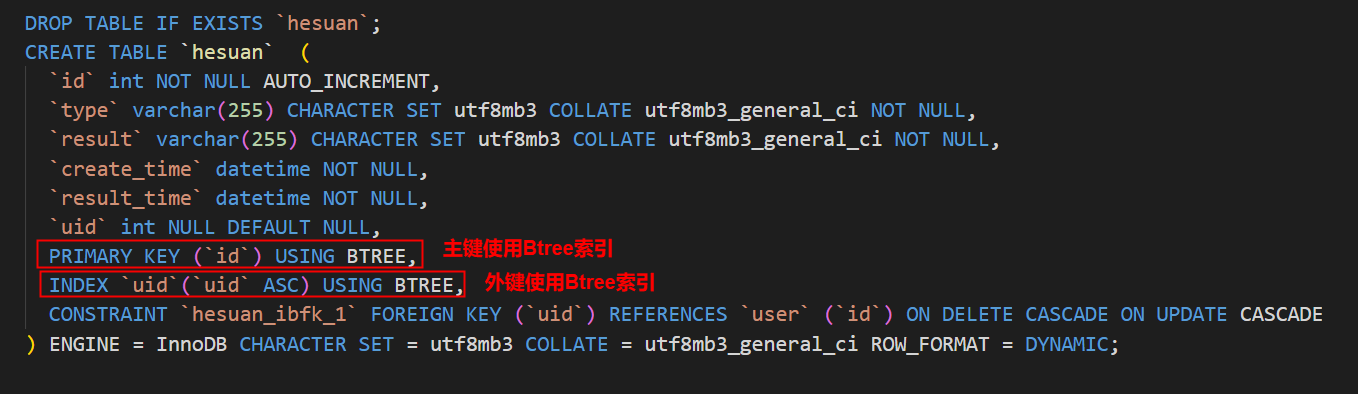 DROP TABLE IF EXISTS `hesuan`;
CREATE TABLE `hesuan`  (
  `id` int NOT NULL AUTO_INCREMENT,
  `type` varchar(255) CHARACTER SET utf8mb3 COLLATE utf8mb3_general_ci NOT NULL,
  `result` varchar(255) CHARACTER SET utf8mb3 COLLATE utf8mb3_general_ci NOT NULL,
  `create_time` datetime NOT NULL,
  `result_time` datetime NOT NULL,
  `uid` int NULL DEFAULT NULL,
  PRIMARY KEY (`id`) USING BTREE, 主键使用Btree索引
  INDEX `uid`(`uid` ASC) USING BTREE, 外键使用Btree索引
  CONSTRAINT `hesuan_ibfk_1` FOREIGN KEY (`uid`) REFERENCES `user` (`id`) ON DELETE CASCADE ON UPDATE CASCADE
) ENGINE = InnoDB CHARACTER SET = utf8mb3 COLLATE = utf8mb3_general_ci ROW_FORMAT = DYNAMIC;